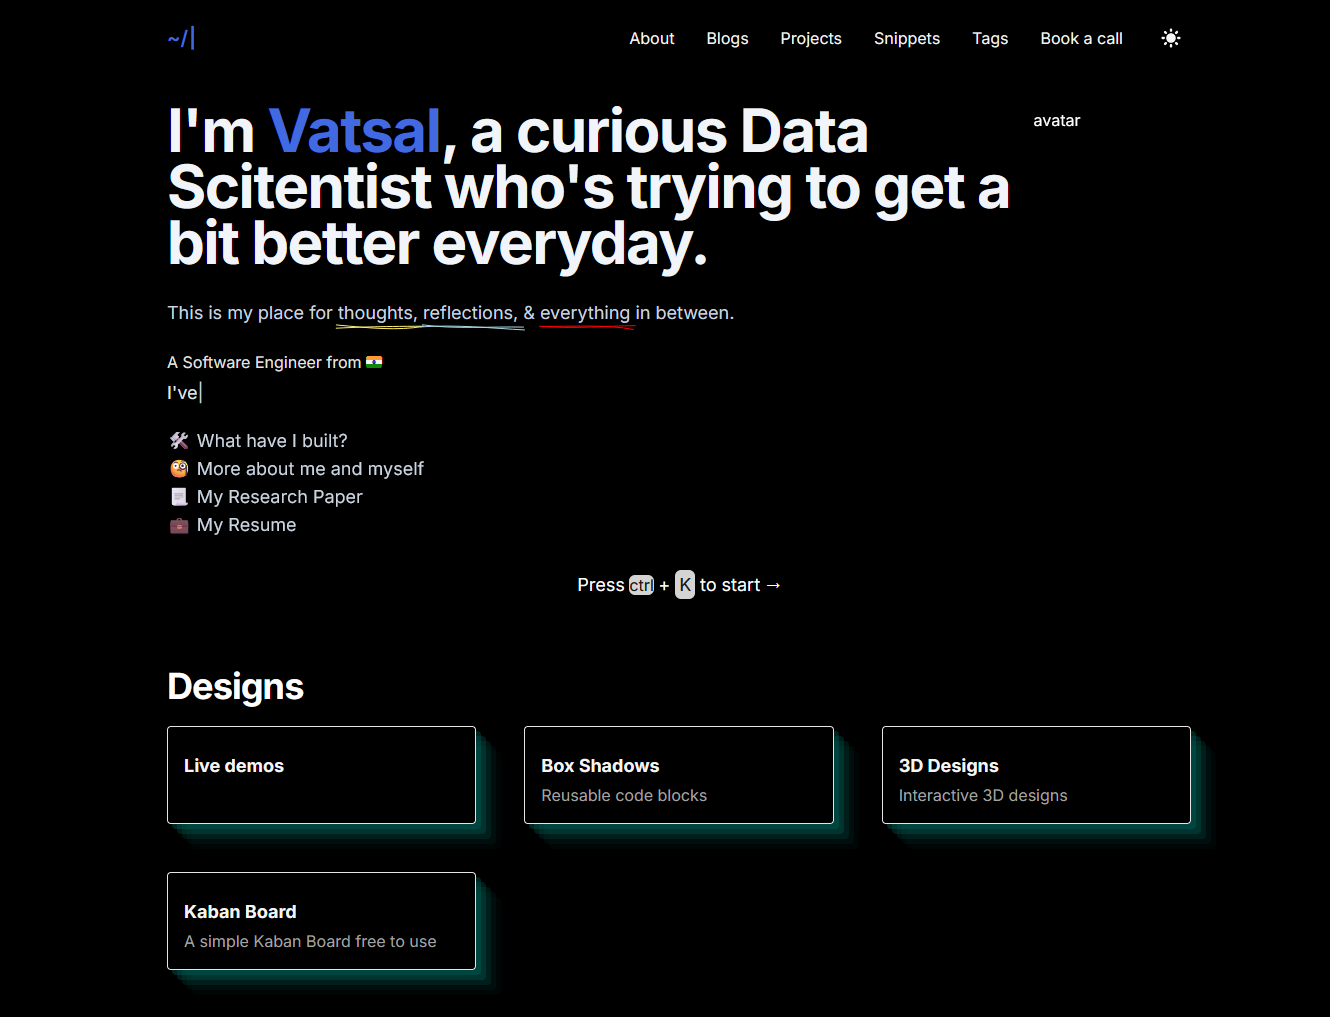 ~/|
About Blogs Projects Snippets Tags Book a call
I'm Vatsal, a curious Data
Scitentist who's trying to get a
bit better everyday.
avatar
This is my place for thoughts, reflections, & everything in between.
A Software Engineer from 🇮🇳
I've|
🛠 What have I built?
🧐 More about me and myself
📃 My Research Paper
💼 My Resume
Press ctrl + K to start →
Designs
Live demos
Box Shadows
Reusable code blocks
3D Designs
Interactive 3D designs
Kaban Board
A simple Kaban Board free to use